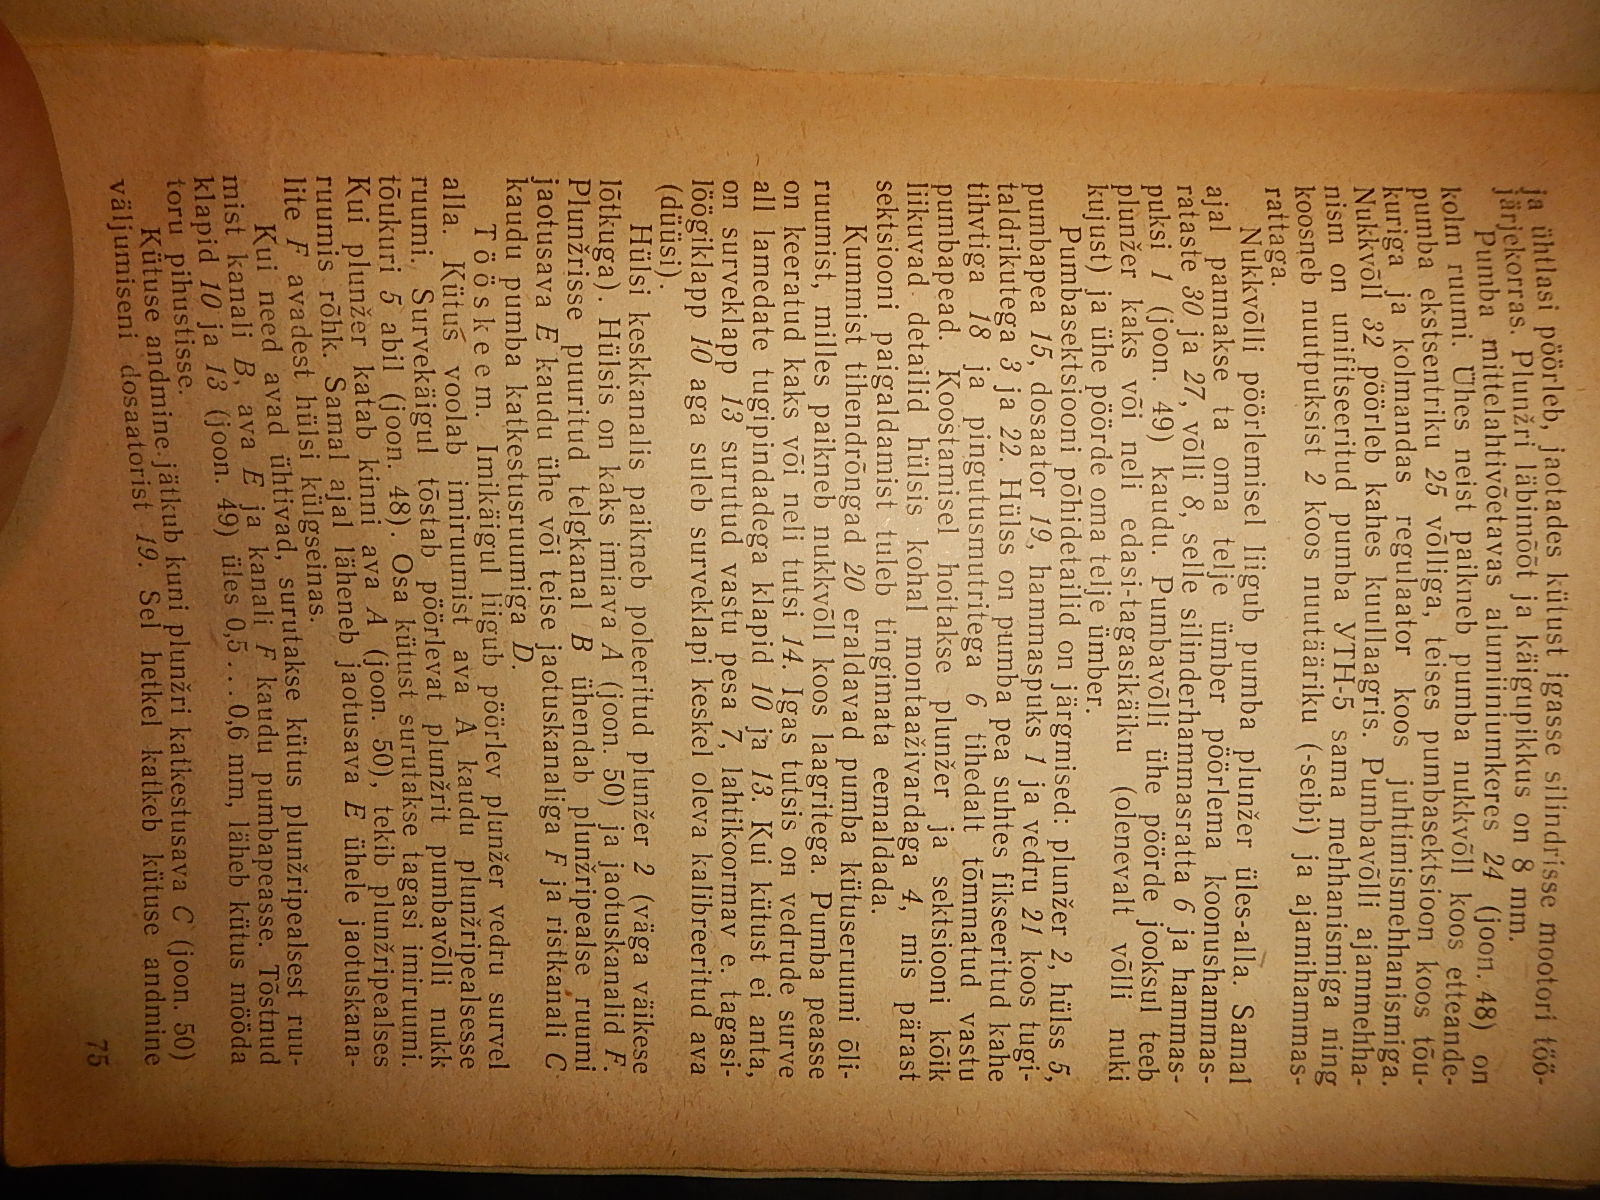 ja ühtlasi pöörleb, jaotades kütust igasse silindrisse mootori töö-
järjekorras. Plunžri läbimõõt ja käigupikkus on 8 mm.
Pumba mittelahtivõetavas alumiiniumkeres 24 (joon. 48) on
kolm ruumi. Ühes neist paikneb pumba nukkvõll koos etteande-
pumba ekstsentriku 25 võlliga, teises pumbasektsioon koos tõu-
kuriga ja kolmandas regulaator koos juhtimismehhanismiga.
Nukkvõll 32 pöörleb kahes kuullaagris. Pumbavõlli ajammehha-
nism on unifitseeritud pumba УТН-5 sama mehhanismiga ning
koosneb nuutpuksist 2 koos nuutääriku (-seibi) ja ajamihammas-
rattaga.
Nukkvõlli pöörlemisel liigub pumba plunžer üles-alla. Samal
ajal pannakse ta oma telje ümber pöörlema koonushammas-
rataste 30 ja 27, võlli 8, selle silinderhammasratta 6 ja hammas-
puksi 1 (joon. 49) kaudu. Pumbavõlli ühe pöörde jooksul teeb
plunžer kaks või neli edasi-tagasikäiku (olenevalt võlli nuki
kujust) ja ühe pöörde oma telje ümber.
Pumbasektsiooni põhidetailid on järgmised: plunžer 2, hülss 5,
pumbapea 15, dosaator 19, hammaspuks 1 ja vedru 21 koos tugi-
taldrikutega 3 ja 22. Hülss on pumba pea suhtes fikseeritud kahe
tihvtiga 18 ja pingutusmutritega 6 tihedalt tõmmatud vastu
pumbapead. Koostamisel hoitakse plunžer ja sektsiooni kõik
liikuvad detailid hülsis kohal montaaživardaga 4, mis pärast
sektsiooni paigaldamist tuleb tingimata eemaldada.
Kummist tihendrõngad 20 eraldavad pumba kütuseruumi õli-
ruumist, milles paikneb nukkvõll koos laagritega. Pumba peasse
on keeratud kaks või neli tutsi 14. Igas tutsis on vedrude surve
all lamedate tugipindadega klapid 10 ja 13. Kui kütust ei anta,
on surveklapp 13 surutud vastu pesa 7, lahtikoormav e. tagasi-
löögiklapp 10 aga suleb surveklapi keskel oleva kalibreeritud ava
(düüsi).
Hülsi keskkanalis paikneb poleeritud plunžer 2 (väga väikese
lõtkuga). Hülsis on kaks imiava A (joon. 50) ja jaotuskanalid F.
Plunžrisse puuritud telgkanal B ühendab plunžripealse ruumi
jaotusava E kaudu ühe või teise jaotuskanaliga F ja ristkanali C
kaudu pumba katkestusruumiga D.
Tööskeem. Imikäigul liigub pöörlev plunžer vedru survel
alla. Kütus voolab imiruumist ava A kaudu plunžripealsesse
ruumi. Survekäigul tõstab pöörlevat plunžrit pumbavõlli nukk
tõukuri 5 abil (joon. 48). Osa kütust surutakse tagasi imiruumi.
Kui plunžer katab kinni ava A (joon. 50), tekib plunžripealses
ruumis rõhk. Samal ajal läheneb jaotusava E ühele jaotuskana-
lite F avadest hülsi külgseinas.
Kui need avad ühtivad, surutakse kütus plunžripealsest ruu-
mist kanali B, ava E ja kanali F kaudu pumbapeasse. Tõstnud
klapid 10 ja 13 (joon. 49) üles 0,5 . . . 0,6 mm, läheb kütus mööda
toru pihustisse.
Kütuse andmine jätkub kuni plunžri katkestusava C (joon. 50)
väljumiseni dosaatorist 19. Sel hetkel katkeb kütuse andmine
75